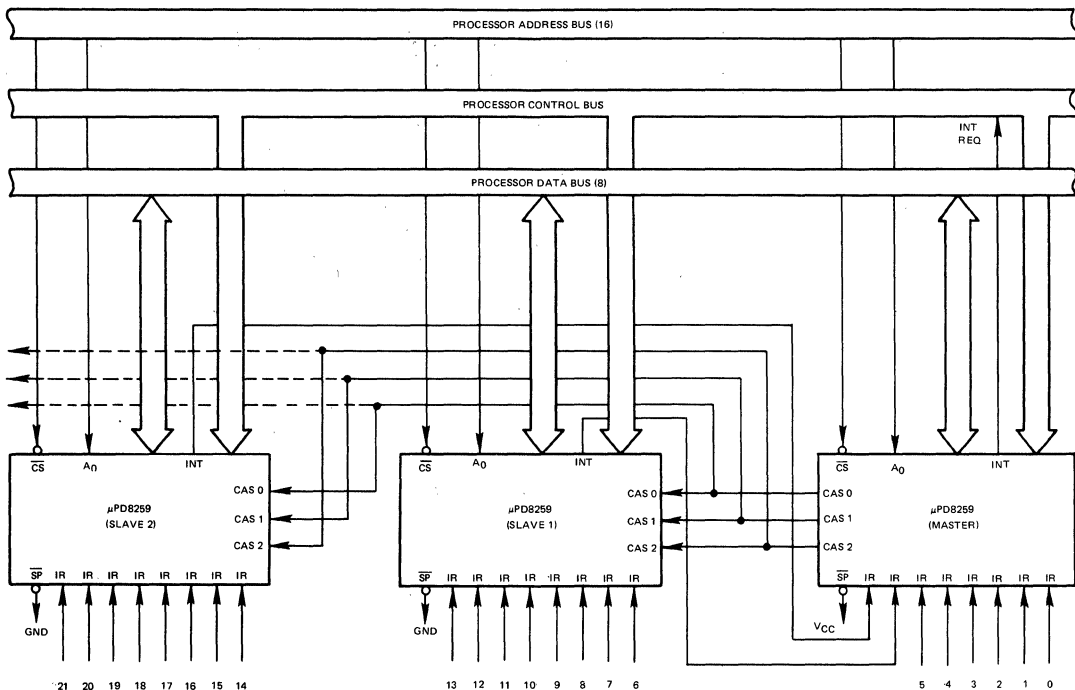 PROCESSOR ADDRESS BUS (16)
PROCESSOR CONTROL BUS
INT
REQ
PROCESSOR DATA BUS (8)
CS A0 INT
CAS 0
μPD8259
(SLAVE 2)
CAS 1
CAS 2
SP IR IR IR IR IR IR IR IR
GND
21 20 19 18 17 16 15 14
CS A0 INT
CAS 0
μPD8259
(SLAVE 1)
CAS 1
CAS 2
SP IR IR IR IR IR IR IR IR
GND
13 12 11 10 9 8 7 6
CS A0 INT
CAS 0
μPD8259
(MASTER)
CAS 1
CAS 2
SP IR IR IR IR IR IR IR IR
VCC
5 4 3 2 1 0